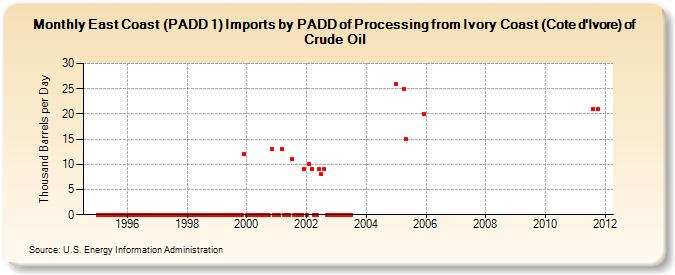 Monthly East Coast (PADD 1) Imports by PADD of Processing from Ivory Coast (Cote d'Ivore) of
Crude Oil
Thousand Barrels per Day
30
25
20
15
10
5
0
1996 1998 2000 2002 2004 2006 2008 2010 2012
Source: U.S. Energy Information Administration